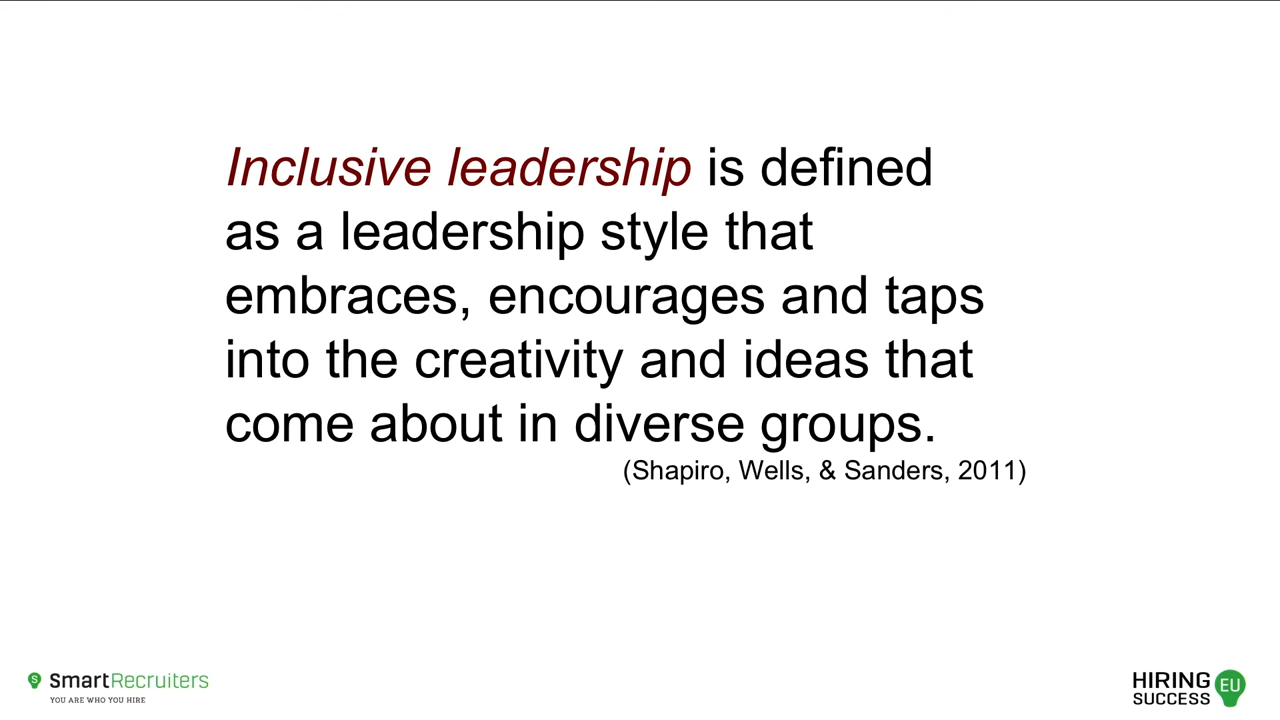 Inclusive leadership is defined
as a leadership style that
embraces, encourages and taps
into the creativity and ideas that
come about in diverse groups.
(Shapiro, Wells, & Sanders, 2011)
S SmartRecruiters
YOU ARE WHO YOU HIRE
HIRING
SUCCESS
EU